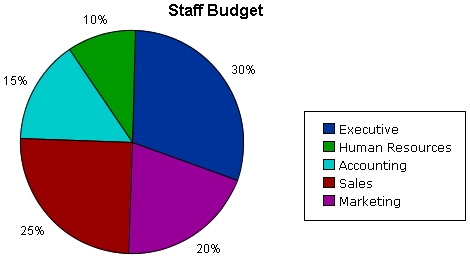 Staff Budget
10%
30%
15%
25%
20%
Executive
Human Resources
Accounting
Sales
Marketing